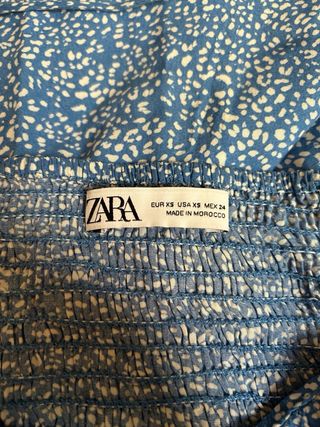 ZARA
EUR XS USA XS MEX 24
MADE IN MOROCCO